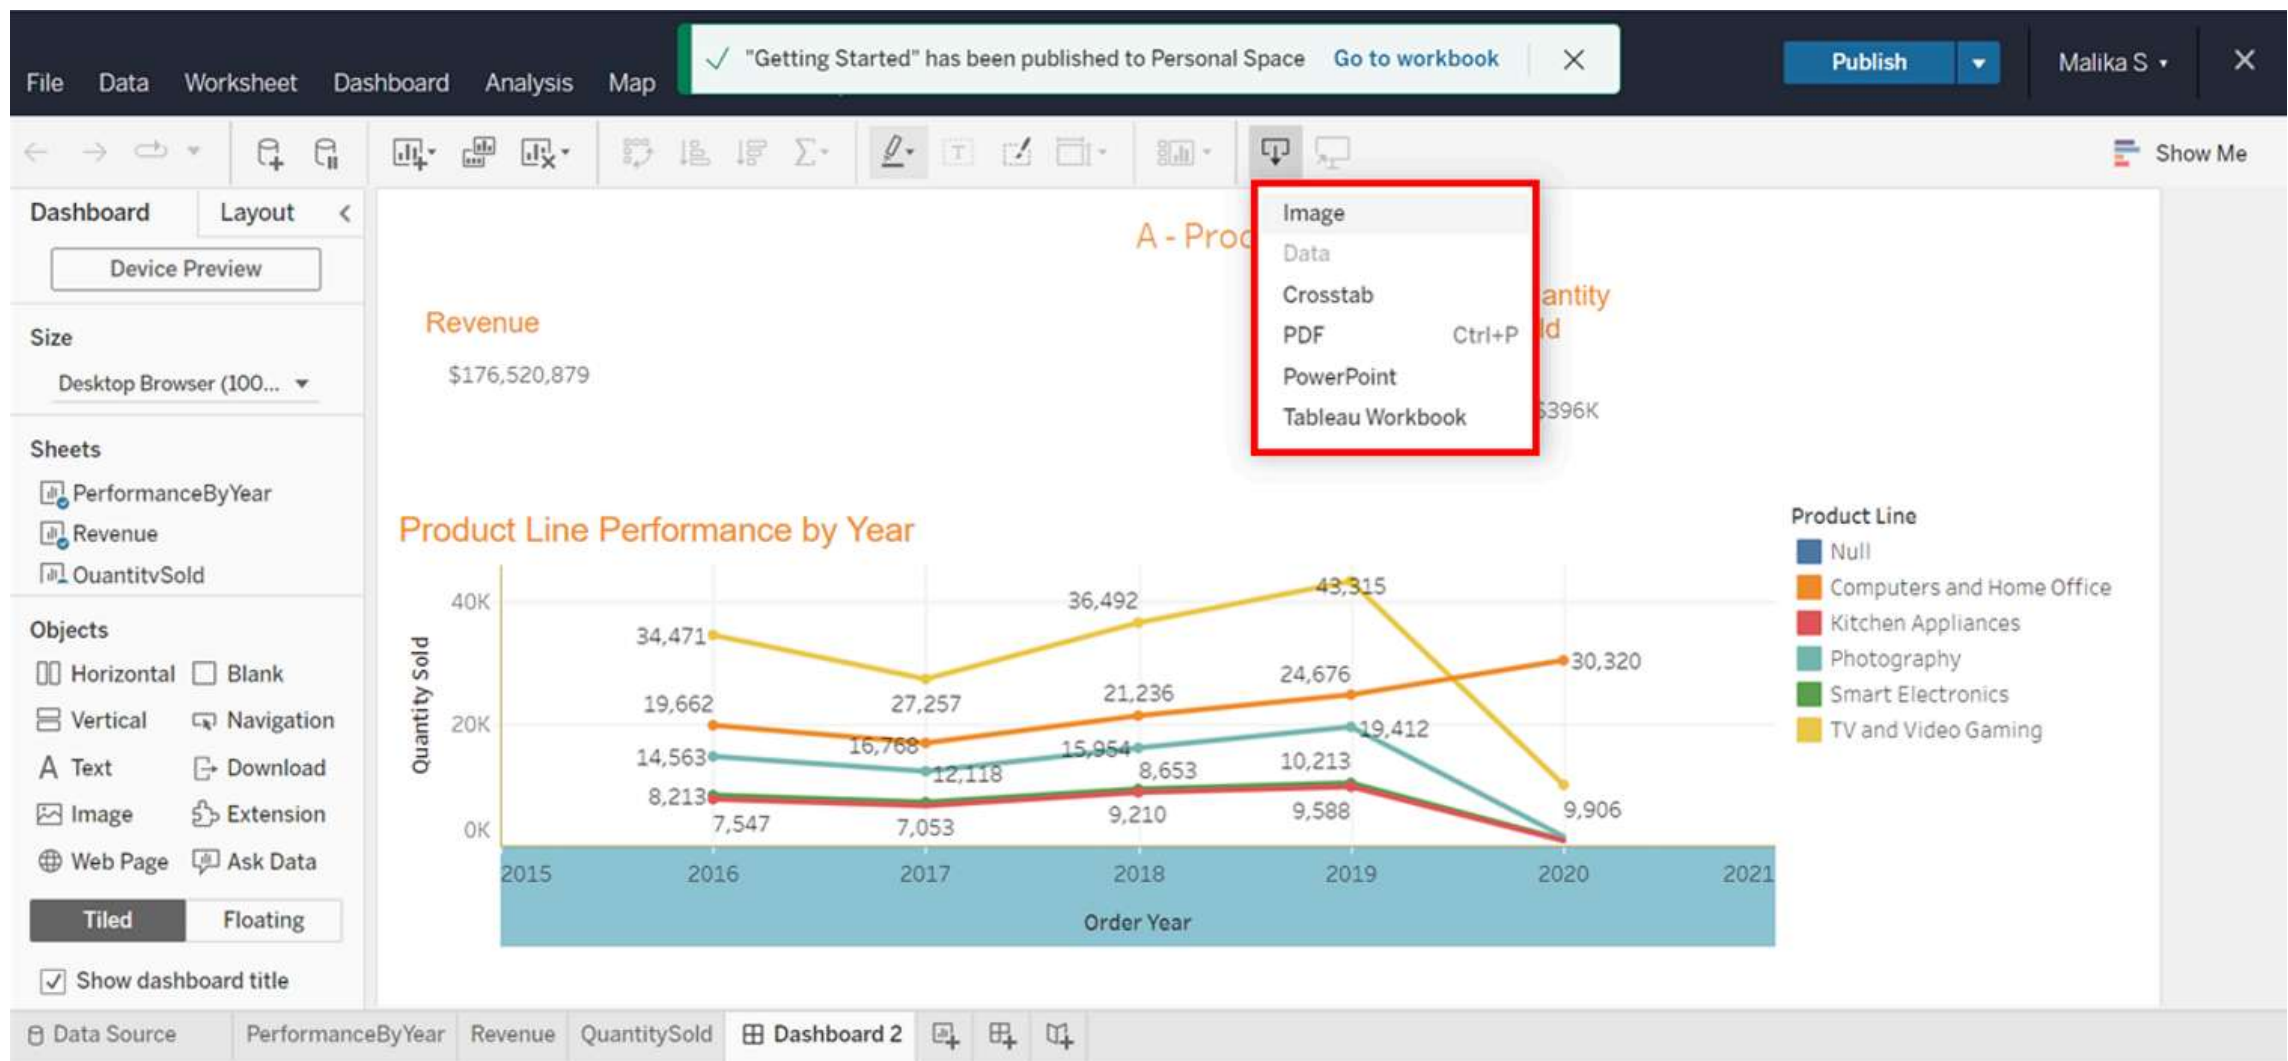 "Getting Started" has been published to Personal Space Go to workbook
Publish
Malika S
File Data Worksheet Dashboard Analysis Map
Show Me
Dashboard Layout
Device Preview
Size
Desktop Browser (100...
Sheets
PerformanceByYear
Revenue
QuantitySold
Objects
Horizontal Blank
Vertical Navigation
Text Download
Image Extension
Web Page Ask Data
Tiled Floating
Show dashboard title
A - Proc
Image
Data
Crosstab
PDF Ctrl+P
PowerPoint
Tableau Workbook
Revenue
$176,520,879
antity
ld
$396K
Product Line Performance by Year
Quantity Sold
40K
20K
0K
34,471
27,257
36,492
43,315
9,906
19,662
16,768
21,236
24,676
30,320
14,563
12,118
15,954
19,412
8,213
8,653
10,213
7,547
7,053
9,210
9,588
2015 2016 2017 2018 2019 2020 2021
Order Year
Product Line
Null
Computers and Home Office
Kitchen Appliances
Photography
Smart Electronics
TV and Video Gaming
Data Source PerformanceByYear Revenue QuantitySold Dashboard 2